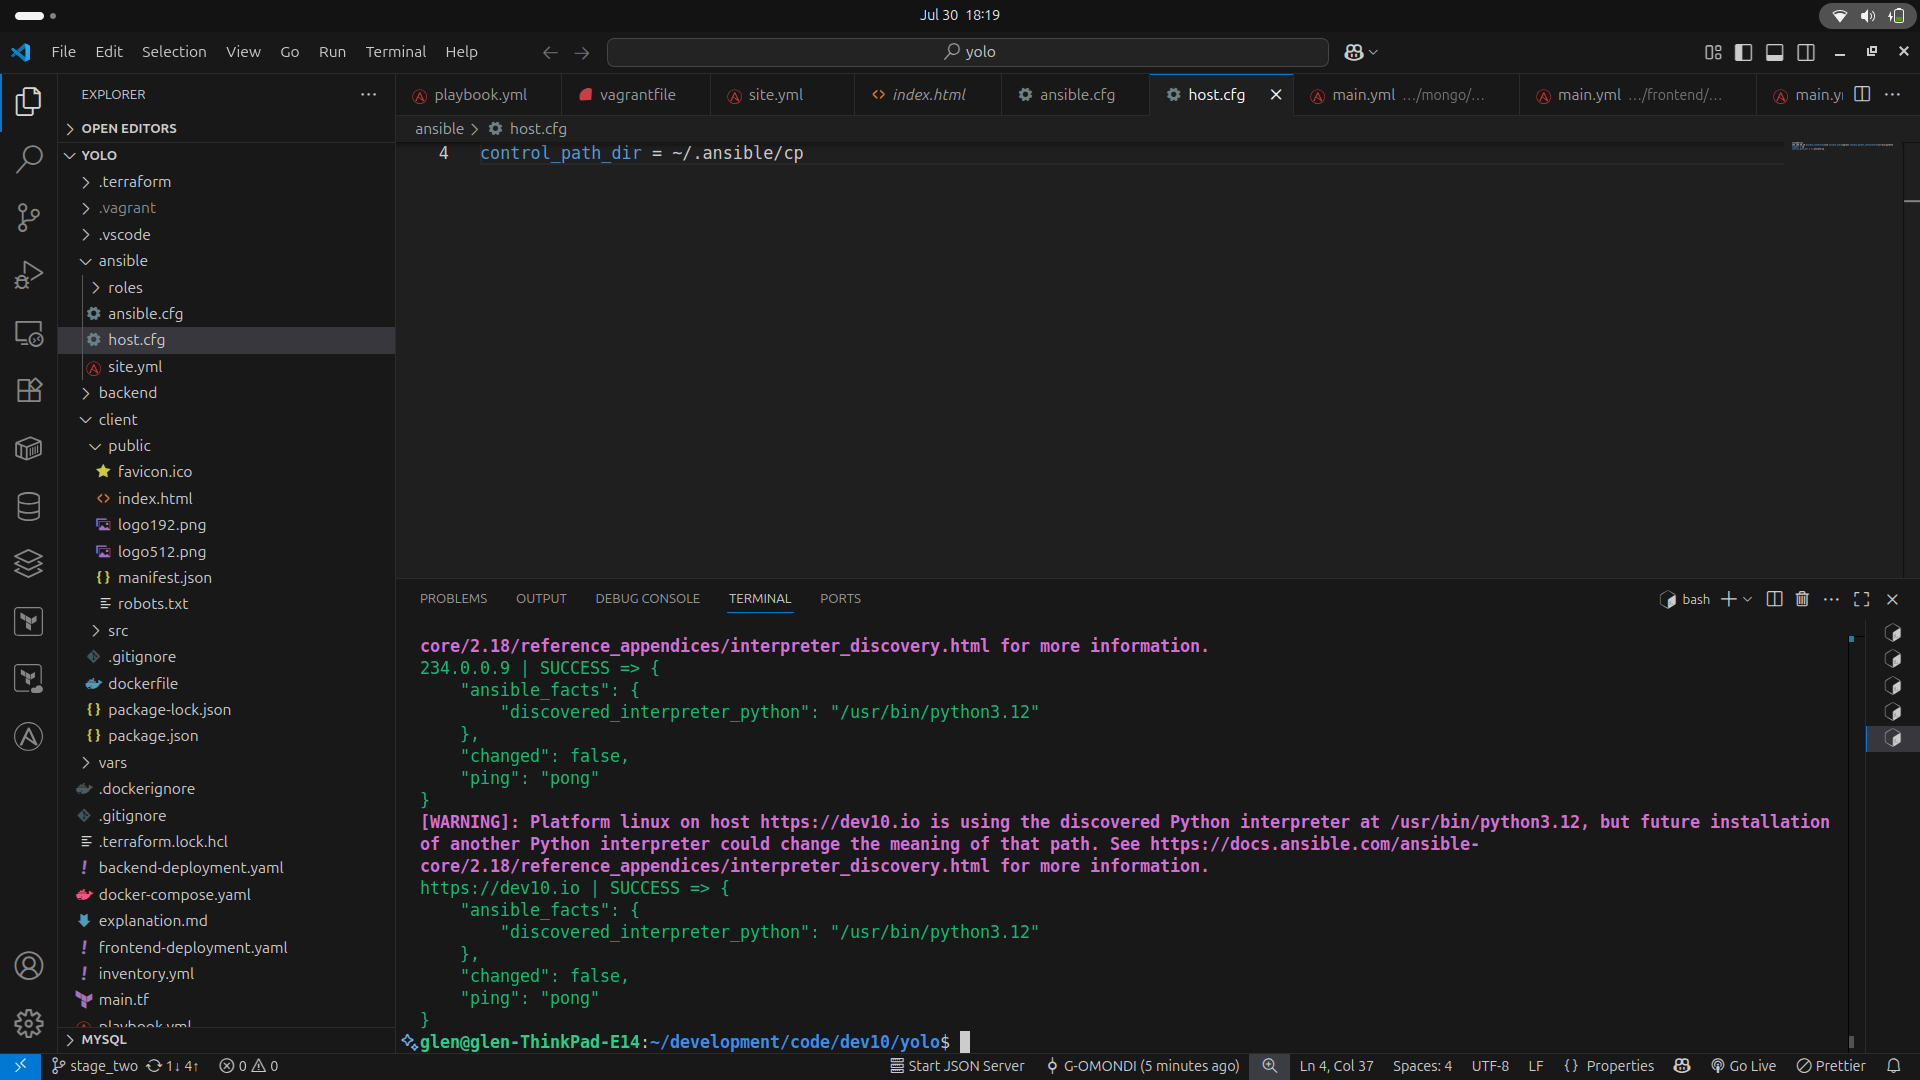 Jul 30 18:19
File Edit Selection View Go Run Terminal Help
yolo
EXPLORER
OPEN EDITORS
YOLO
.terraform
.vagrant
.vscode
ansible
roles
ansible.cfg
host.cfg
site.yml
backend
client
public
favicon.ico
index.html
logo192.png
logo512.png
manifest.json
robots.txt
src
.gitignore
dockerfile
package-lock.json
package.json
vars
.dockerignore
.gitignore
.terraform.lock.hcl
backend-deployment.yaml
docker-compose.yaml
explanation.md
frontend-deployment.yaml
inventory.yml
main.tf
playbook.yml
MYSQL
playbook.yml vagrantfile site.yml index.html ansible.cfg host.cfg main.yml .../mongo/... main.yml .../frontend/... main.y
ansible > host.cfg
4 control_path_dir = ~/.ansible/cp
PROBLEMS OUTPUT DEBUG CONSOLE TERMINAL PORTS
bash
core/2.18/reference_appendices/interpreter_discovery.html for more information.
234.0.0.9 | SUCCESS => {
"ansible_facts": {
"discovered_interpreter_python": "/usr/bin/python3.12"
},
"changed": false,
"ping": "pong"
}
[WARNING]: Platform linux on host https://dev10.io is using the discovered Python interpreter at /usr/bin/python3.12, but future installation
of another Python interpreter could change the meaning of that path. See https://docs.ansible.com/ansible-
core/2.18/reference_appendices/interpreter_discovery.html for more information.
https://dev10.io | SUCCESS => {
"ansible_facts": {
"discovered_interpreter_python": "/usr/bin/python3.12"
},
"changed": false,
"ping": "pong"
}
glen@glen-ThinkPad-E14:~/development/code/dev10/yolo$
stage_two 1↓ 4↑ 0 0 Start JSON Server G-OMONDI (5 minutes ago) Ln 4, Col 37 Spaces: 4 UTF-8 LF {} Properties Go Live Prettier